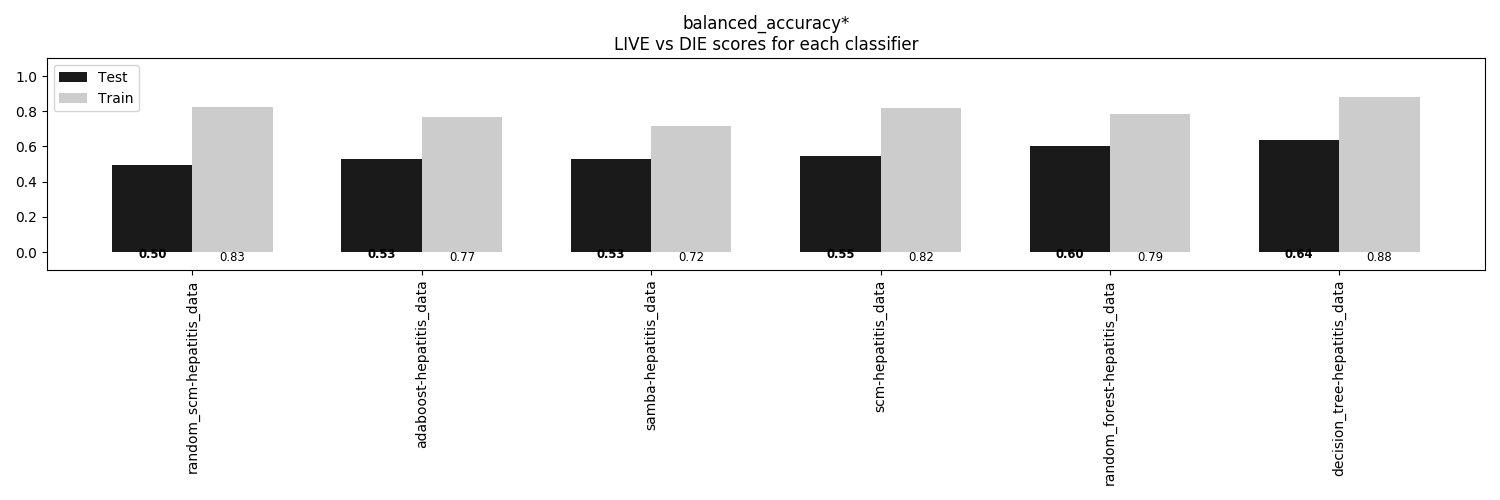 balanced_accuracy*
LIVE vs DIE scores for each classifier
Test
Train
1.0
0.8
0.6
0.4
0.2
0.0
0.50
0.83
0.53
0.77
0.53
0.72
0.55
0.82
0.60
0.79
0.64
0.88
random_scm-hepatitis_data
adaboost-hepatitis_data
samba-hepatitis_data
scm-hepatitis_data
random_forest-hepatitis_data
decision_tree-hepatitis_data